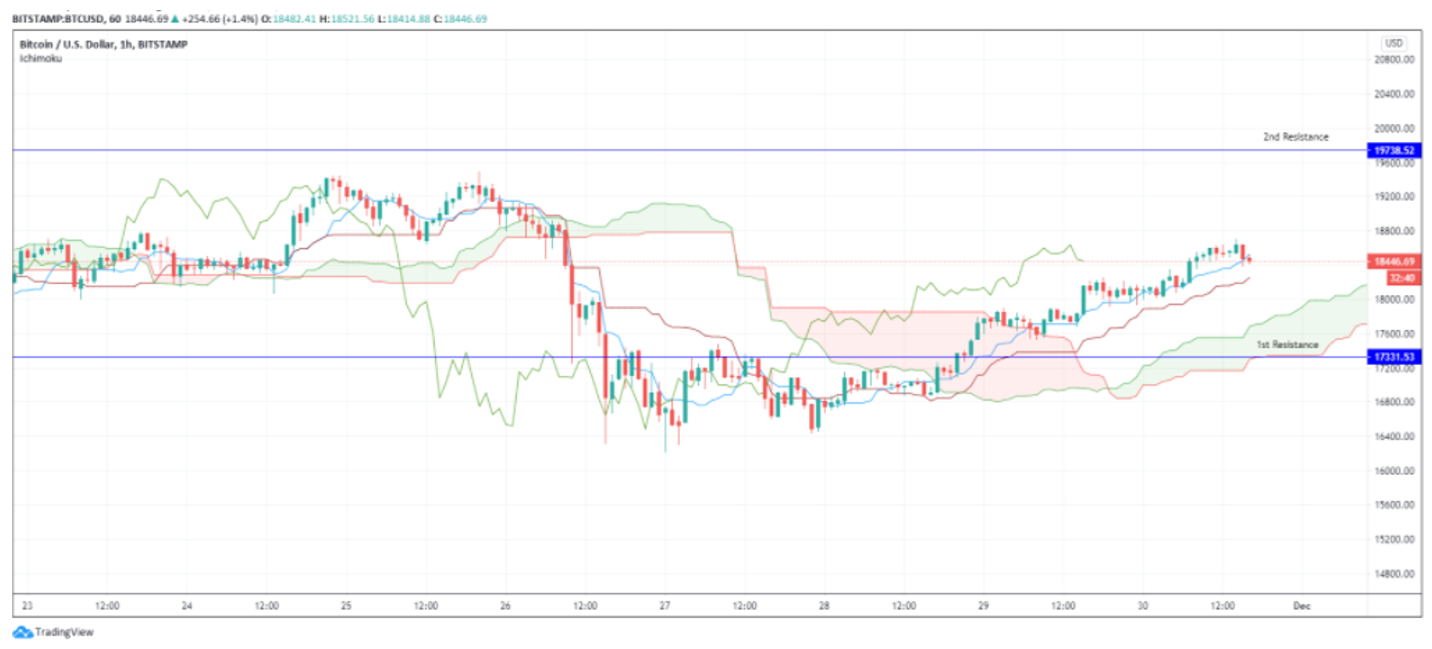 BITSTAMP:BTCUSD, 60 18446.69 ▲ +254.66 (+1.4%) O:18482.41 H:18521.56 L:18414.88 C:18446.69
Bitcoin / U.S. Dollar, 1h, BITSTAMP
Ichimoku
USD
20800.00
20400.00
2nd Resistance
20000.00
19738.52
19600.00
19200.00
18800.00
18446.69
32:40
18000.00
17600.00
1st Resistance
17331.53
17200.00
16800.00
16400.00
16000.00
15600.00
15200.00
14800.00
23 12:00 24 12:00 25 12:00 26 12:00 27 12:00 28 12:00 29 12:00 30 12:00 Dec
TradingView